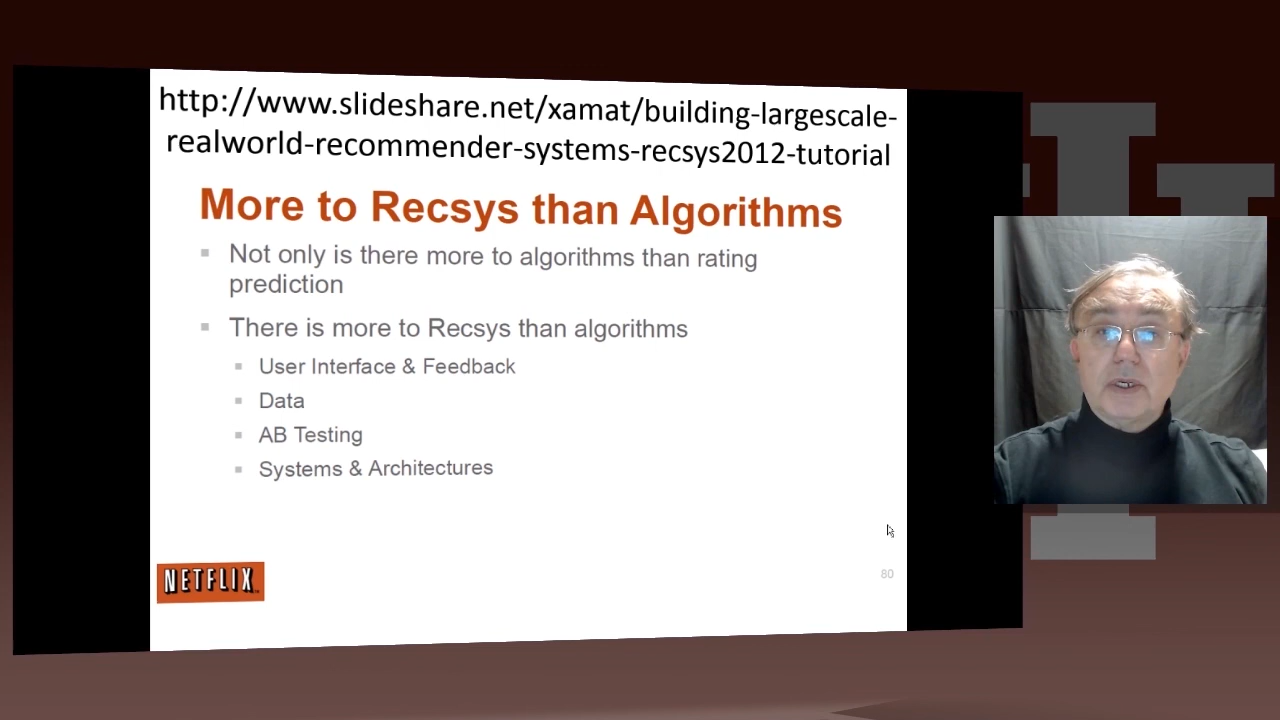 http://www.slideshare.net/xamat/building-largescale-
realworld-recommender-systems-recsys2012-tutorial
More to Recsys than Algorithms
Not only is there more to algorithms than rating
prediction
There is more to Recsys than algorithms
User Interface & Feedback
Data
AB Testing
Systems & Architectures
NETFLIX
80